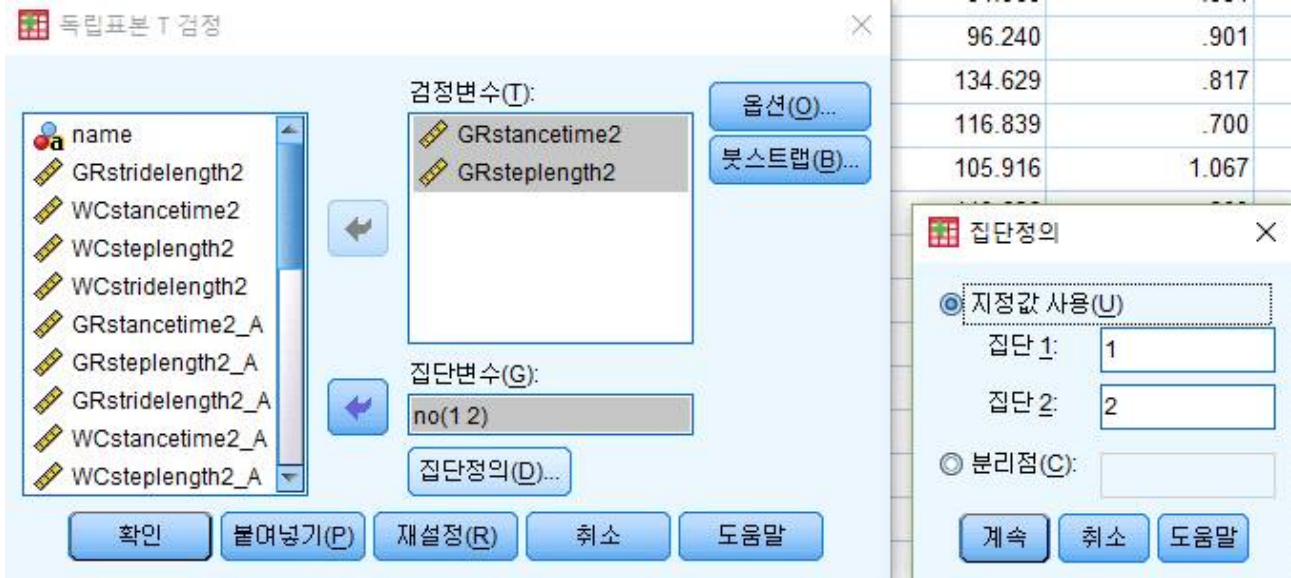 독립표본 T 검정
name
GRstridelength2
WCstancetime2
WCsteplength2
WCstridelength2
GRstancetime2_A
GRsteplength2_A
GRstridelength2_A
WCstancetime2_A
WCsteplength2_A
검정변수(T):
GRstancetime2
GRsteplength2
집단변수(G):
no(1 2)
집단정의(D)...
옵션(O)...
붓스트랩(B)...
확인
붙여넣기(P)
재설정(R)
취소
도움말
96.240 .901
134.629 .817
116.839 .700
105.916 1.067
집단정의
지정값 사용(U)
집단 1: 1
집단 2: 2
분리점(C):
계속
취소
도움말